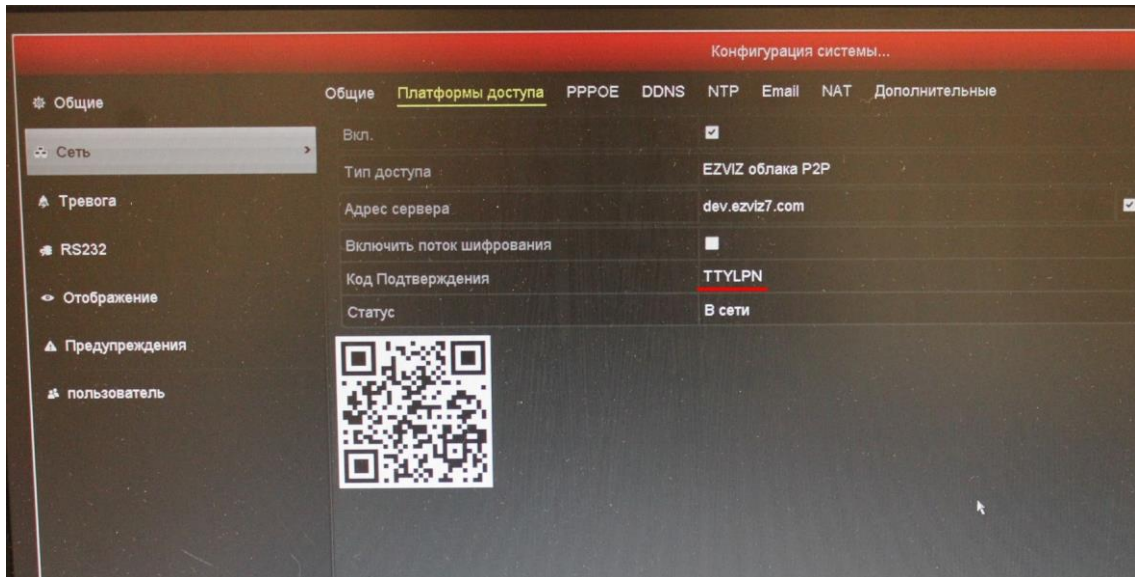 Конфигурация системы...
Общие
Сеть
Тревога
RS232
Отображение
Предупреждения
пользователь
Общие Платформы доступа PPPOE DDNS NTP Email NAT Дополнительные
Вкл.
Тип доступа EZVIZ облака P2P
Адрес сервера dev.ezviz7.com
Включить поток шифрования
Код Подтверждения TTYLPN
Статус В сети